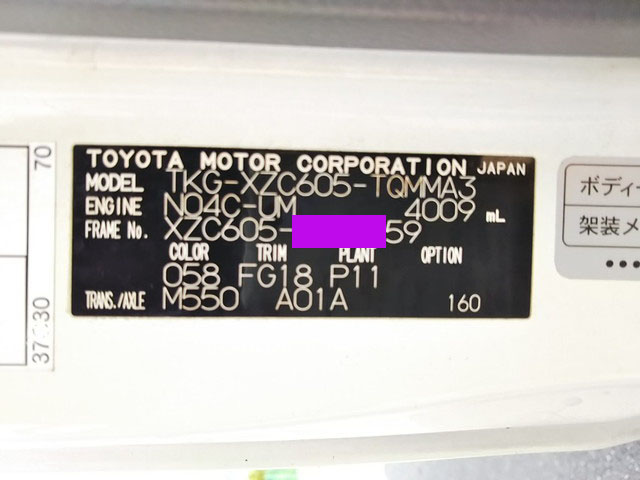 TOYOTA MOTOR CORPORATION JAPAN
MODEL TKG-XZC605-TQMMA3
ENGINE N04C-UM 4009 mL
FRAME No. XZC605- 59
COLOR TRIM PLANT OPTION
058 FG18 P11
TRANS./AXLE M550 A01A 160
70
30
ボディー
架装メ